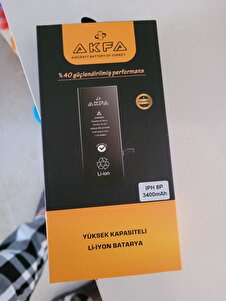 AKFA
AIRCRAFT BATTERY OF TURKEY
%40 güçlendirilmiş performans
AKFA
Li-ion
IPH 8P
3400mAh
YÜKSEK KAPASİTELİ
Lİ-İYON BATARYA